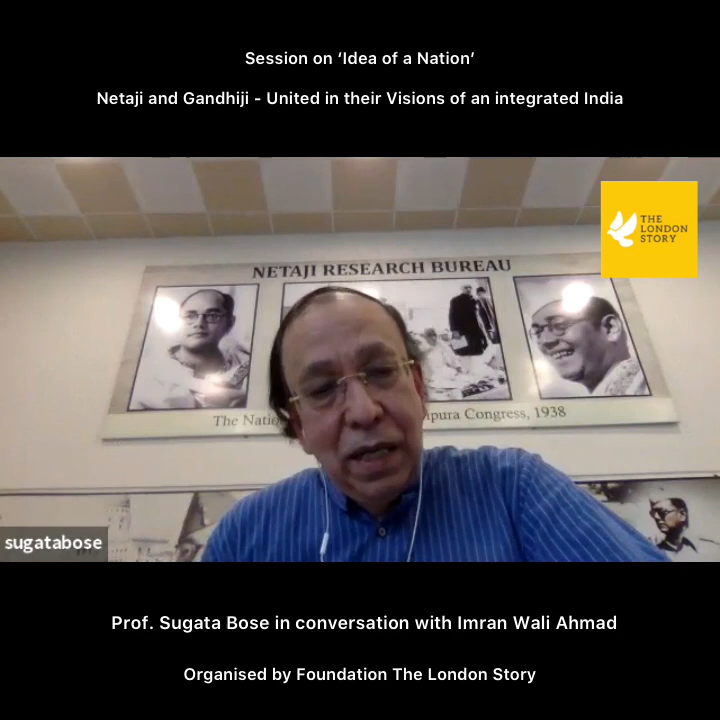 Session on ‘Idea of a Nation’
Netaji and Gandhiji - United in their Visions of an integrated India
THE
LONDON
STORY
NETAJI RESEARCH BUREAU
The ipura Congress, 1938
sugatabose
Prof. Sugata Bose in conversation with Imran Wali Ahmad
Organised by Foundation The London Story